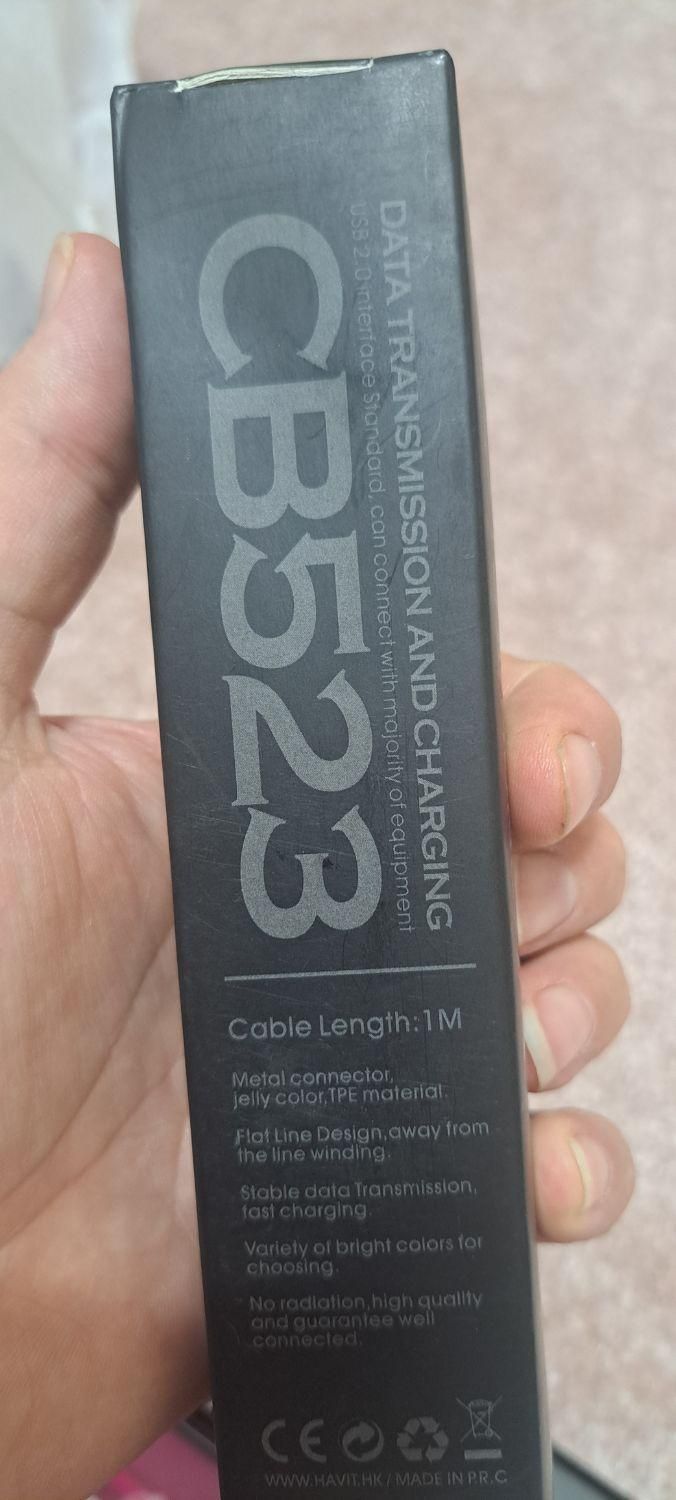 DATA TRANSMISSION AND CHARGING
USB 2.0 interface Standard, can connect with majority of equipment
CB523
Cable Length:1M
Metal connector,
jelly color,TPE material.
Flat Line Design,away from
the line winding.
Stable data Transmission,
fast charging.
Variety of bright colors for
choosing.
No radiation,high quality
and guarantee well
connected.
CE
WWW.HAVIT.HK / MADE IN P.R.C